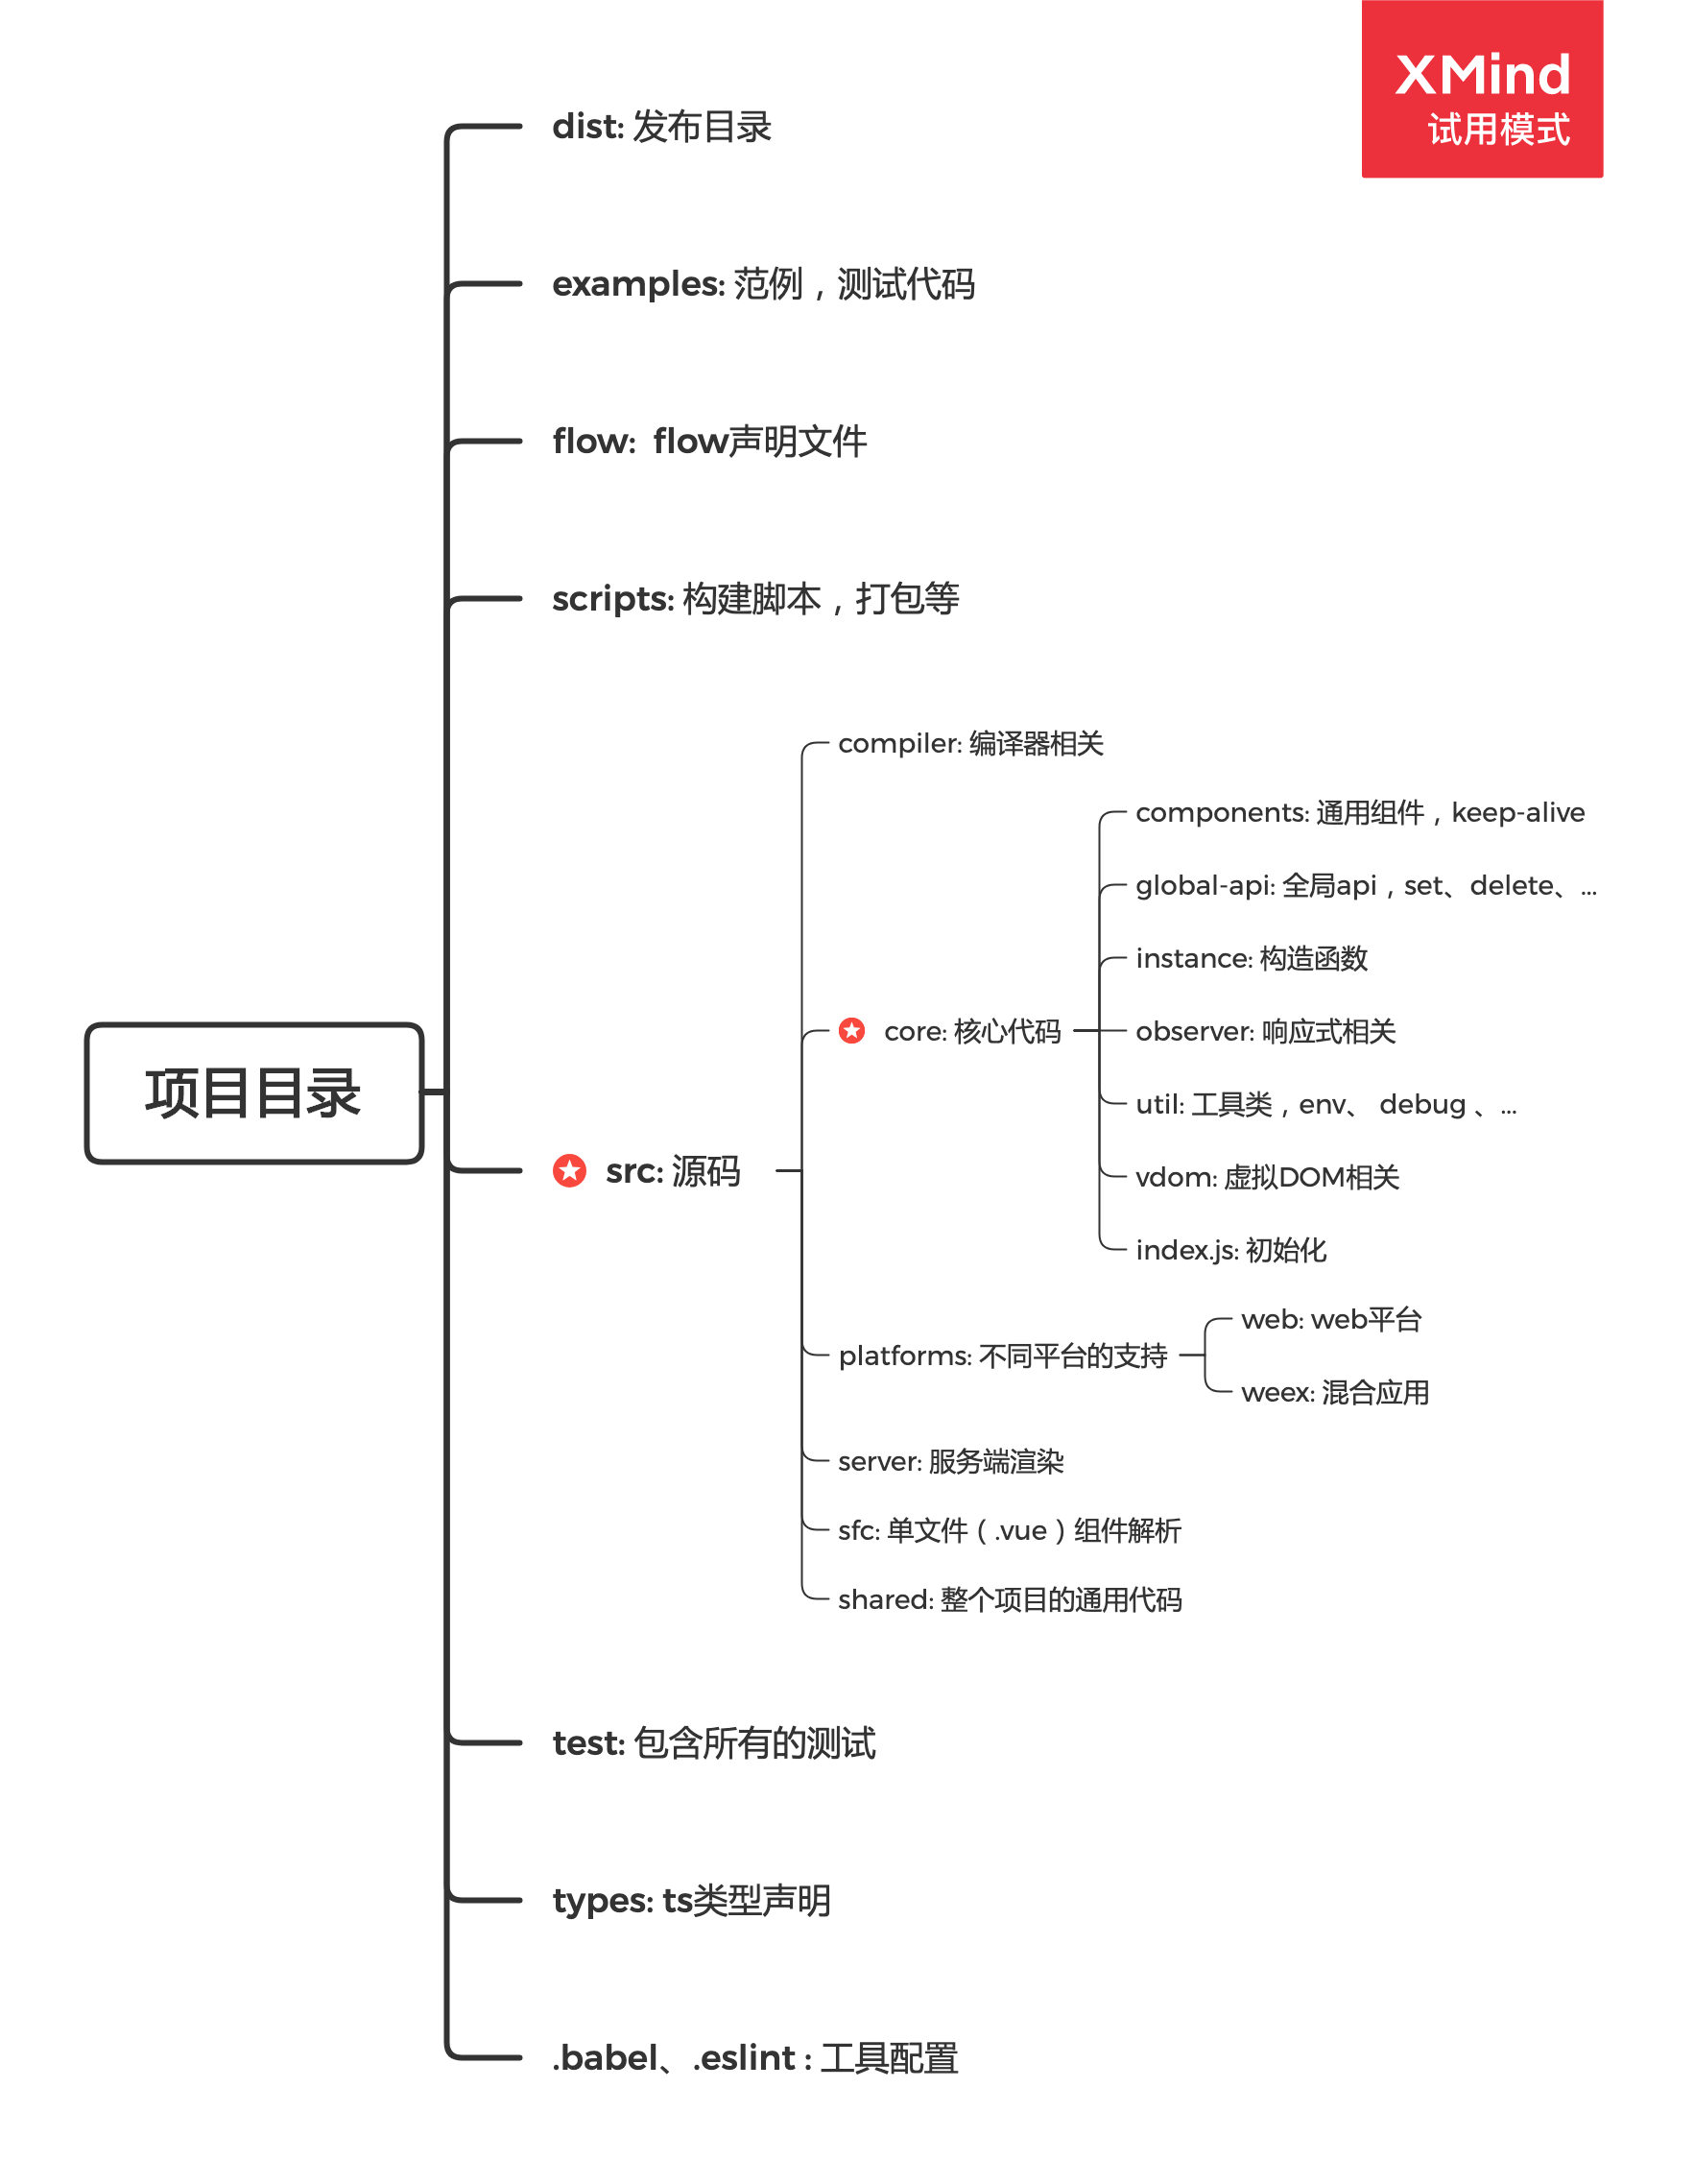 XMind
试用模式
dist: 发布目录
examples: 范例，测试代码
flow:  flow声明文件
scripts: 构建脚本，打包等
compiler: 编译器相关
components: 通用组件，keep-alive
global-api: 全局api，set、delete、...
instance: 构造函数
core: 核心代码
observer: 响应式相关
util: 工具类，env、 debug 、...
项目目录
src: 源码
vdom: 虚拟DOM相关
index.js: 初始化
web: web平台
platforms: 不同平台的支持
weex: 混合应用
server: 服务端渲染
sfc: 单文件（.vue）组件解析
shared: 整个项目的通用代码
test: 包含所有的测试
types: ts类型声明
.babel、.eslint : 工具配置